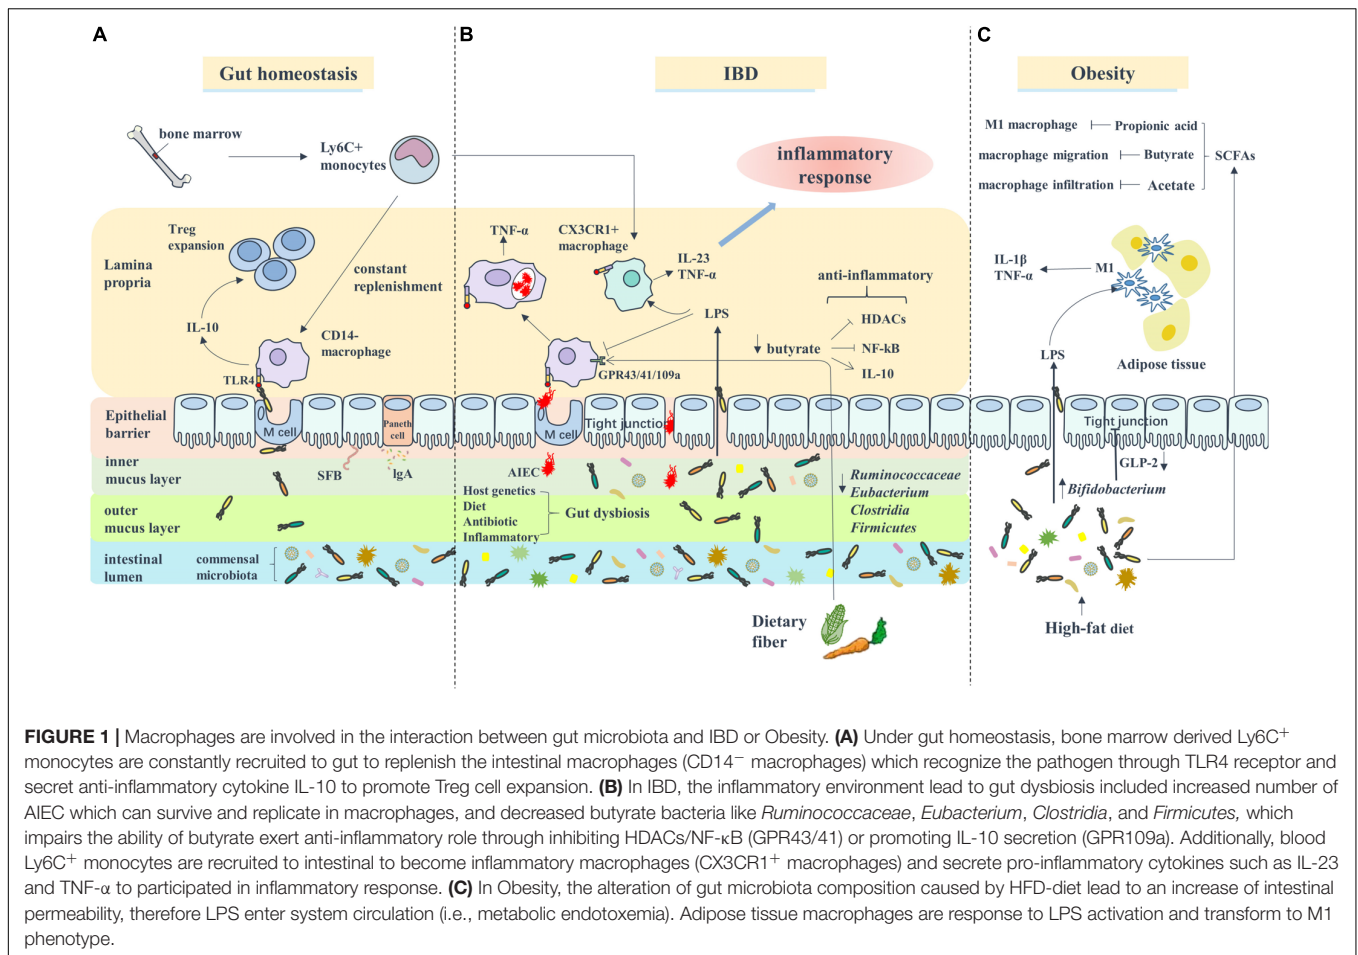 A
B
C
Gut homeostasis
IBD
Obesity
bone marrow
Ly6C+
monocytes
Treg
expansion
Lamina
propria
constant
replenishment
IL-10
CD14-
macrophage
TLR4
Epithelial
barrier
M cell
Paneth
cell
inner
mucus layer
SFB
IgA
outer
mucus layer
intestinal
lumen
commensal
microbiota
inflammatory
response
TNF-α
CX3CR1+
macrophage
IL-23
TNF-α
anti-inflammatory
LPS
HDACs
butyrate
NF-kB
GPR43/41/109a
IL-10
Tight junction
M cell
AIEC
Host genetics
Diet
Antibiotic
Inflammatory
Gut dysbiosis
Ruminococcaceae
Eubacterium
Clostridia
Firmicutes
Dietary
fiber
M1 macrophage
Propionic acid
macrophage migration
Butyrate
SCFAs
macrophage infiltration
Acetate
IL-1β
TNF-α
M1
LPS
Adipose tissue
Tight junction
GLP-2
Bifidobacterium
High-fat diet
FIGURE 1 | Macrophages are involved in the interaction between gut microbiota and IBD or Obesity. (A) Under gut homeostasis, bone marrow derived Ly6C+
monocytes are constantly recruited to gut to replenish the intestinal macrophages (CD14− macrophages) which recognize the pathogen through TLR4 receptor and
secret anti-inflammatory cytokine IL-10 to promote Treg cell expansion. (B) In IBD, the inflammatory environment lead to gut dysbiosis included increased number of
AIEC which can survive and replicate in macrophages, and decreased butyrate bacteria like Ruminococcaceae, Eubacterium, Clostridia, and Firmicutes, which
impairs the ability of butyrate exert anti-inflammatory role through inhibiting HDACs/NF-κB (GPR43/41) or promoting IL-10 secretion (GPR109a). Additionally, blood
Ly6C+ monocytes are recruited to intestinal to become inflammatory macrophages (CX3CR1+ macrophages) and secrete pro-inflammatory cytokines such as IL-23
and TNF-α to participated in inflammatory response. (C) In Obesity, the alteration of gut microbiota composition caused by HFD-diet lead to an increase of intestinal
permeability, therefore LPS enter system circulation (i.e., metabolic endotoxemia). Adipose tissue macrophages are response to LPS activation and transform to M1
phenotype.